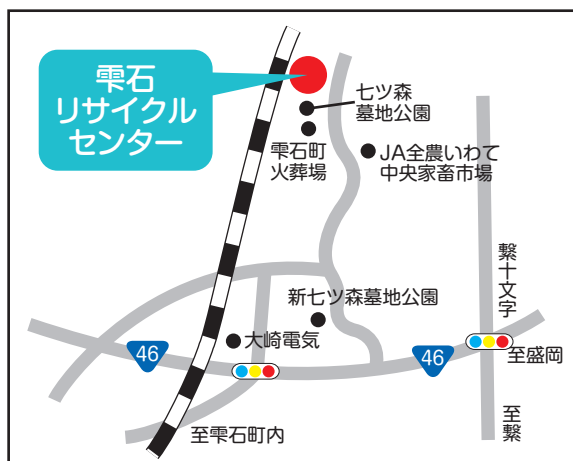 雫石
リサイクル
センター
七ツ森
墓地公園
雫石町
火葬場
JA全農いわて
中央家畜市場
繋十文字
新七ツ森墓地公園
大崎電気
46
46
至盛岡
至雫石町内
至繋